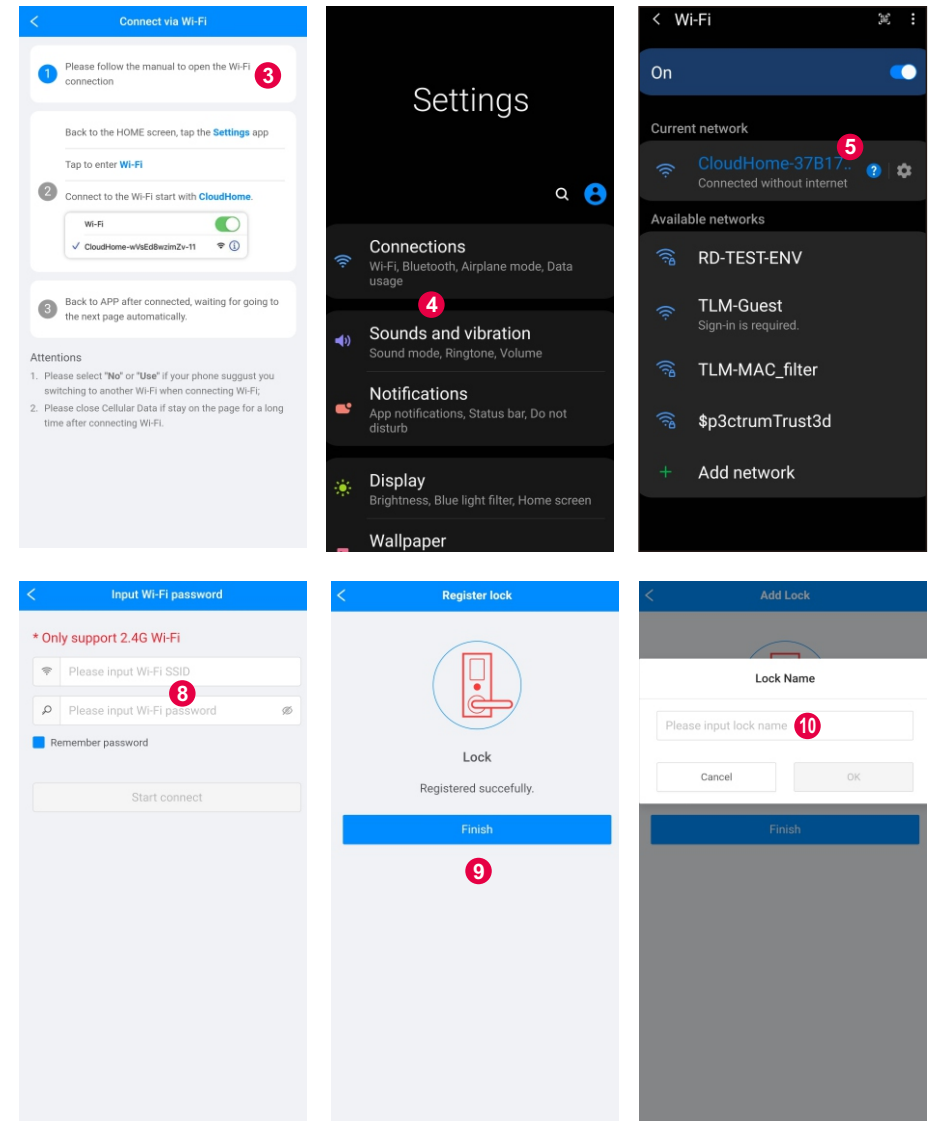 Connect via Wi-Fi
1
Please follow the manual to open the Wi-Fi
connection
3
Back to the HOME screen, tap the Settings app
Tap to enter Wi-Fi
2
Connect to the Wi-Fi start with CloudHome.
Wi-Fi
CloudHome-wVsEd8wzimZv-11
3
Back to APP after connected, waiting for going to
the next page automatically.
Attentions
1. Please select "No" or "Use" if your phone suggust you
switching to another Wi-Fi when connecting Wi-Fi;
2. Please close Cellular Data if stay on the page for a long
time after connecting Wi-Fi.
Settings
Connections
Wi-Fi, Bluetooth, Airplane mode, Data
usage
4
Sounds and vibration
Sound mode, Ringtone, Volume
Notifications
App notifications, Status bar, Do not
disturb
Display
Brightness, Blue light filter, Home screen
Wallpaper
Wi-Fi
On
Current network
5
CloudHome-37B17..
?
Connected without internet
Available networks
RD-TEST-ENV
TLM-Guest
Sign-in is required.
TLM-MAC_filter
$p3ctrumTrust3d
+ Add network
Input Wi-Fi password
* Only support 2.4G Wi-Fi
Please input Wi-Fi SSID
8
Please input Wi-Fi password
Remember password
Start connect
Register lock
Lock
Registered succefully.
Finish
9
Add Lock
Lock Name
Please input lock name
10
Cancel
OK
Finish